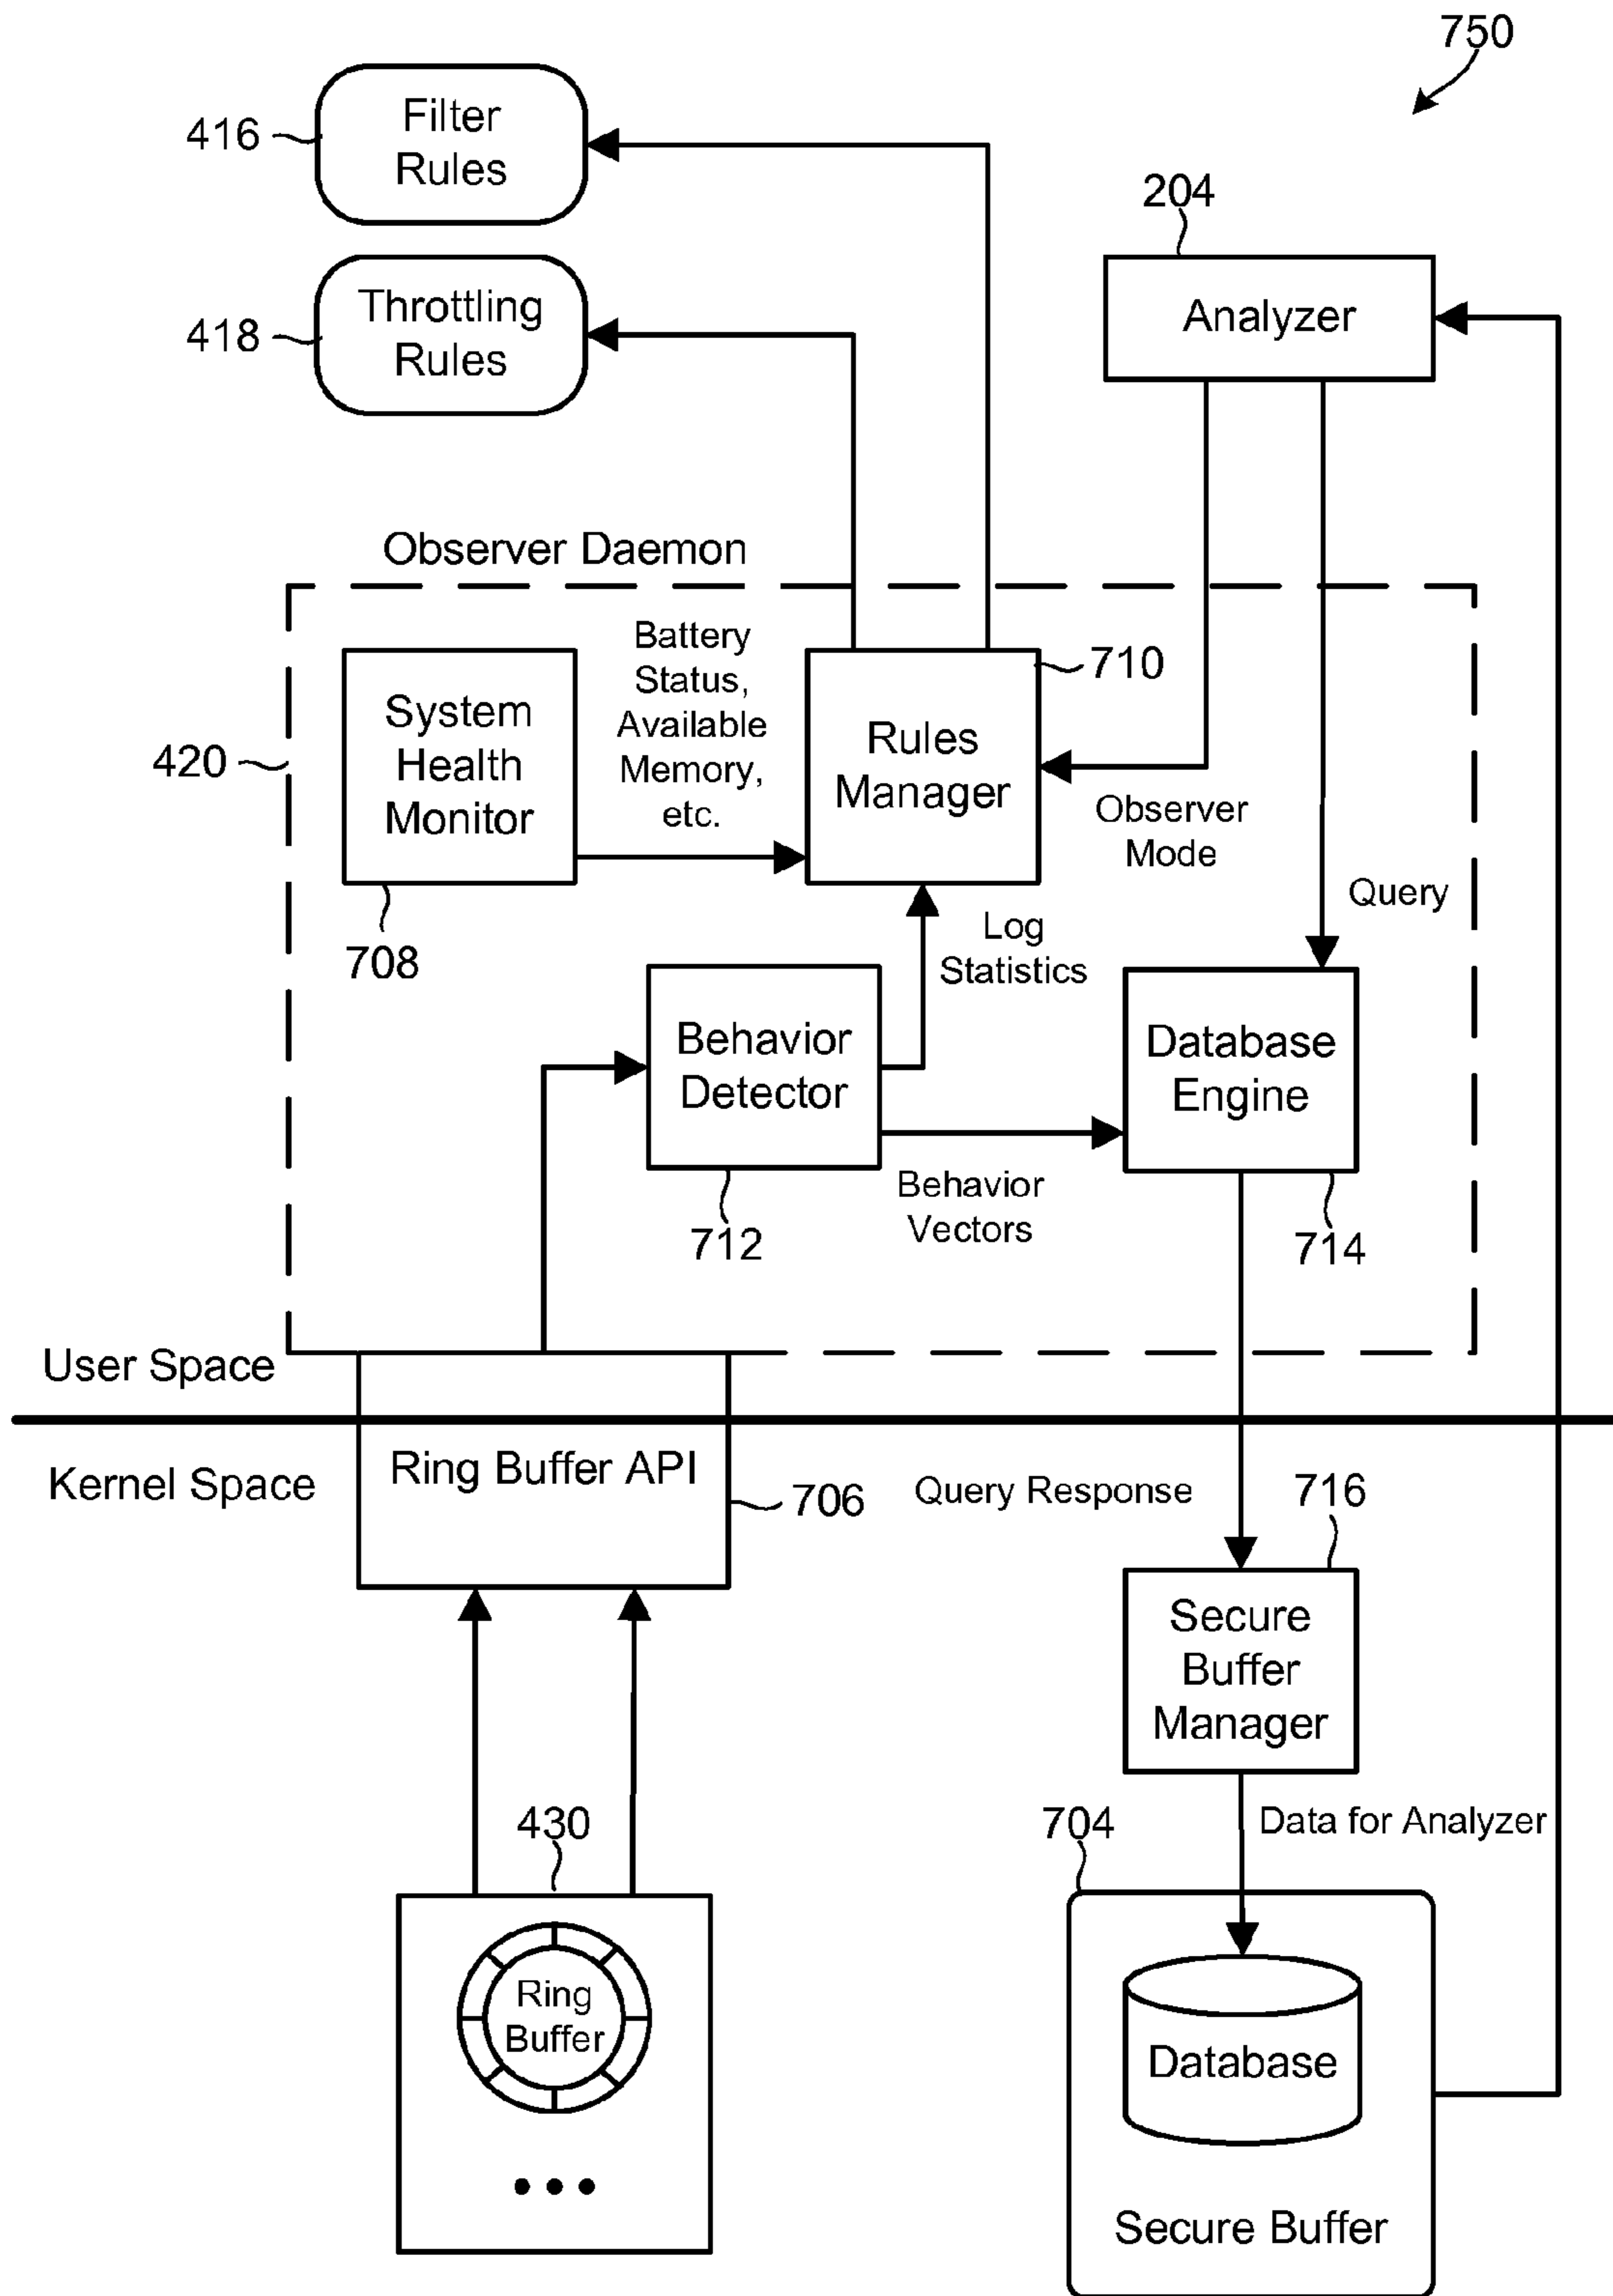 750
416
Filter
Rules
204
418
Throttling
Rules
Analyzer
Observer Daemon
420
System
Health
Monitor
708
Battery
Status,
Available
Memory,
etc.
710
Rules
Manager
Observer
Mode
Query
Log
Statistics
Behavior
Detector
712
Behavior
Vectors
Database
Engine
714
User Space
Kernel Space
Ring Buffer API
706
Query Response
716
Secure
Buffer
Manager
430
Ring
Buffer
• • •
704
Data for Analyzer
Database
Secure Buffer